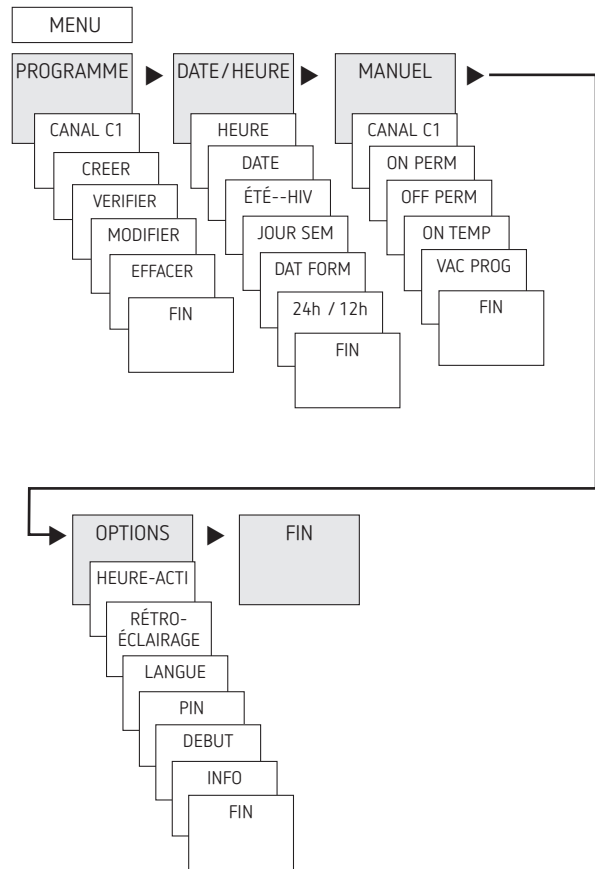 MENU
PROGRAMME
CANAL C1
CREER
VERIFIER
MODIFIER
EFFACER
FIN
DATE/HEURE
HEURE
DATE
ÉTÉ--HIV
JOUR SEM
DAT FORM
24h / 12h
FIN
MANUEL
CANAL C1
ON PERM
OFF PERM
ON TEMP
VAC PROG
FIN
OPTIONS
HEURE-ACTI
RÉTRO-
ÉCLAIRAGE
LANGUE
PIN
DEBUT
INFO
FIN
FIN